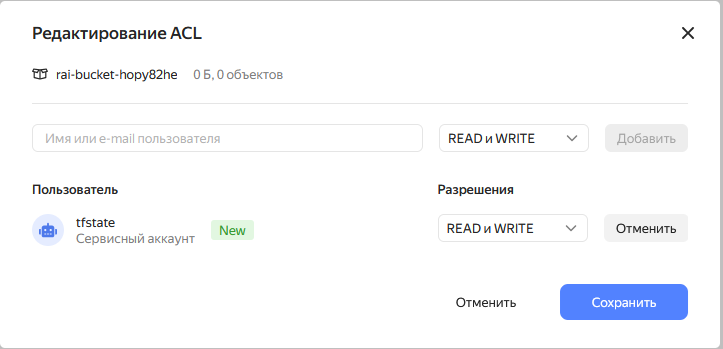 Редактирование ACL
rai-bucket-hopy82he 0 Б, 0 объектов
Имя или e-mail пользователя READ и WRITE Добавить
Пользователь Разрешения
tfstate
Сервисный аккаунт New READ и WRITE Отменить
Отменить Сохранить